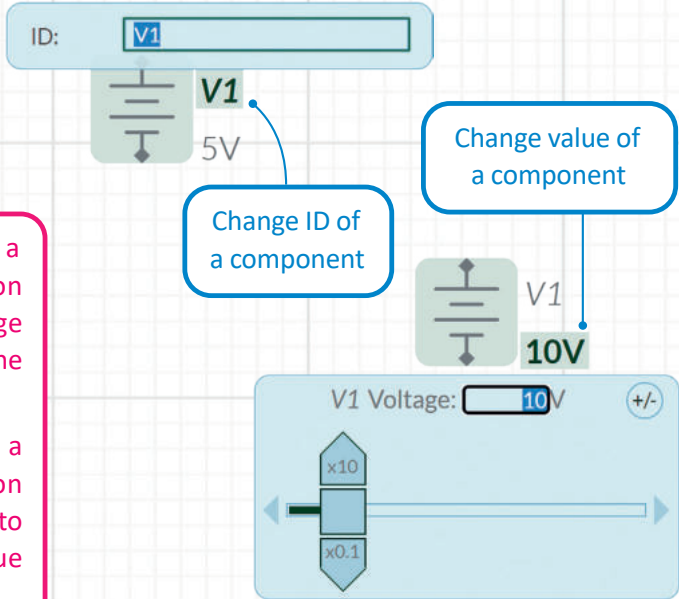 ID: V1
V1
5V
Change value of
a component
Change ID of
a component
a
on
ge
ne
a
on
to
ue
V1
10V
V1 Voltage: 10 V +/-
x10
x0.1